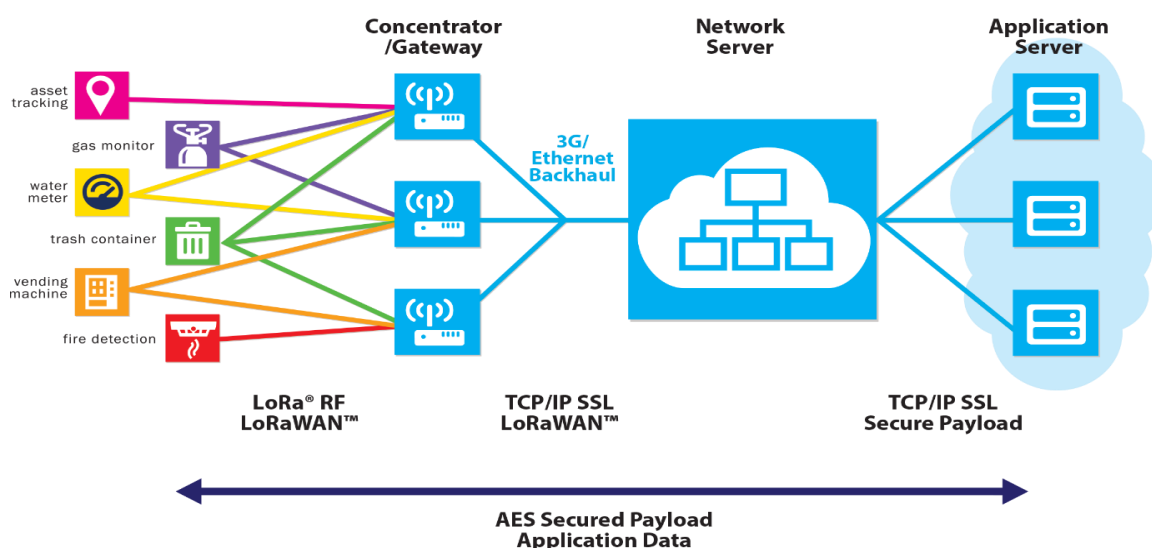 Concentrator
/Gateway
Network
Server
Application
Server
asset
tracking
gas monitor
water
meter
trash container
vending
machine
fire detection
3G/
Ethernet
Backhaul
LoRa® RF
LoRaWAN™
TCP/IP SSL
LoRaWAN™
TCP/IP SSL
Secure Payload
AES Secured Payload
Application Data